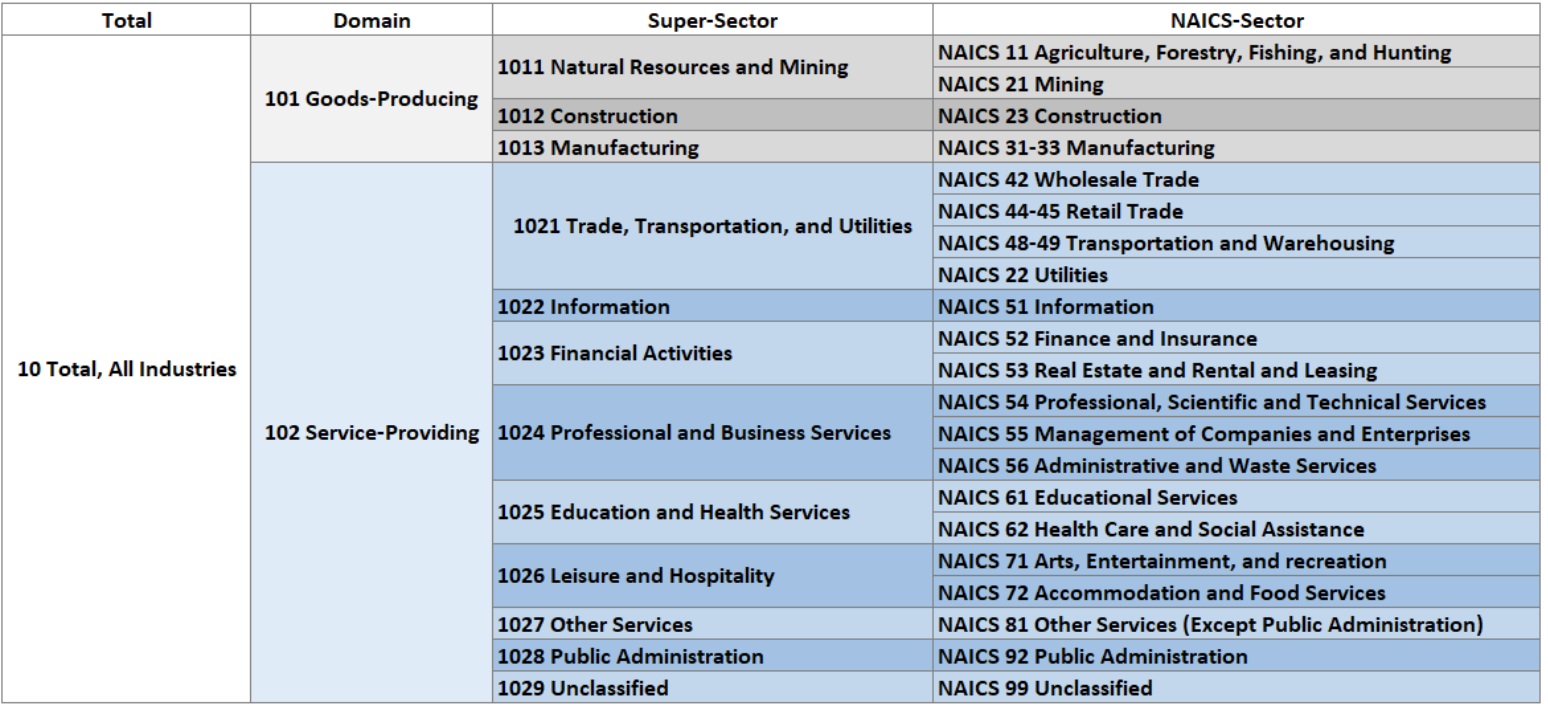 Total Domain Super-Sector NAICS-Sector
10 Total, All Industries
101 Goods-Producing
1011 Natural Resources and Mining
NAICS 11 Agriculture, Forestry, Fishing, and Hunting
NAICS 21 Mining
1012 Construction
NAICS 23 Construction
1013 Manufacturing
NAICS 31-33 Manufacturing
102 Service-Providing
1021 Trade, Transportation, and Utilities
NAICS 42 Wholesale Trade
NAICS 44-45 Retail Trade
NAICS 48-49 Transportation and Warehousing
NAICS 22 Utilities
1022 Information
NAICS 51 Information
1023 Financial Activities
NAICS 52 Finance and Insurance
NAICS 53 Real Estate and Rental and Leasing
1024 Professional and Business Services
NAICS 54 Professional, Scientific and Technical Services
NAICS 55 Management of Companies and Enterprises
NAICS 56 Administrative and Waste Services
1025 Education and Health Services
NAICS 61 Educational Services
NAICS 62 Health Care and Social Assistance
1026 Leisure and Hospitality
NAICS 71 Arts, Entertainment, and recreation
NAICS 72 Accommodation and Food Services
1027 Other Services
NAICS 81 Other Services (Except Public Administration)
1028 Public Administration
NAICS 92 Public Administration
1029 Unclassified
NAICS 99 Unclassified